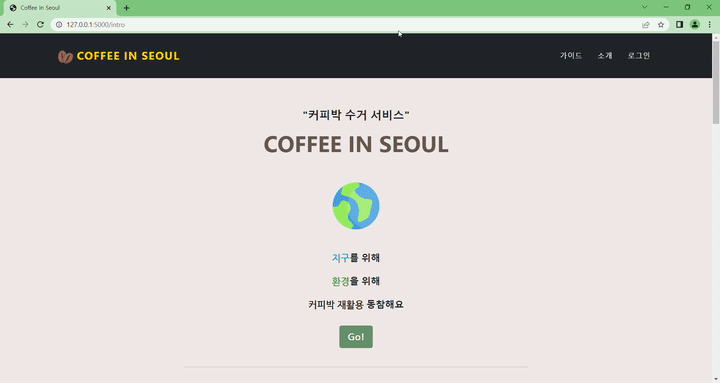 Coffee In Seoul
127.0.0.1:5000/intro
COFFEE IN SEOUL
가이드 소개 로그인
"커피박 수거 서비스"
COFFEE IN SEOUL
지구를 위해
환경을 위해
커피박 재활용 동참해요
Go!